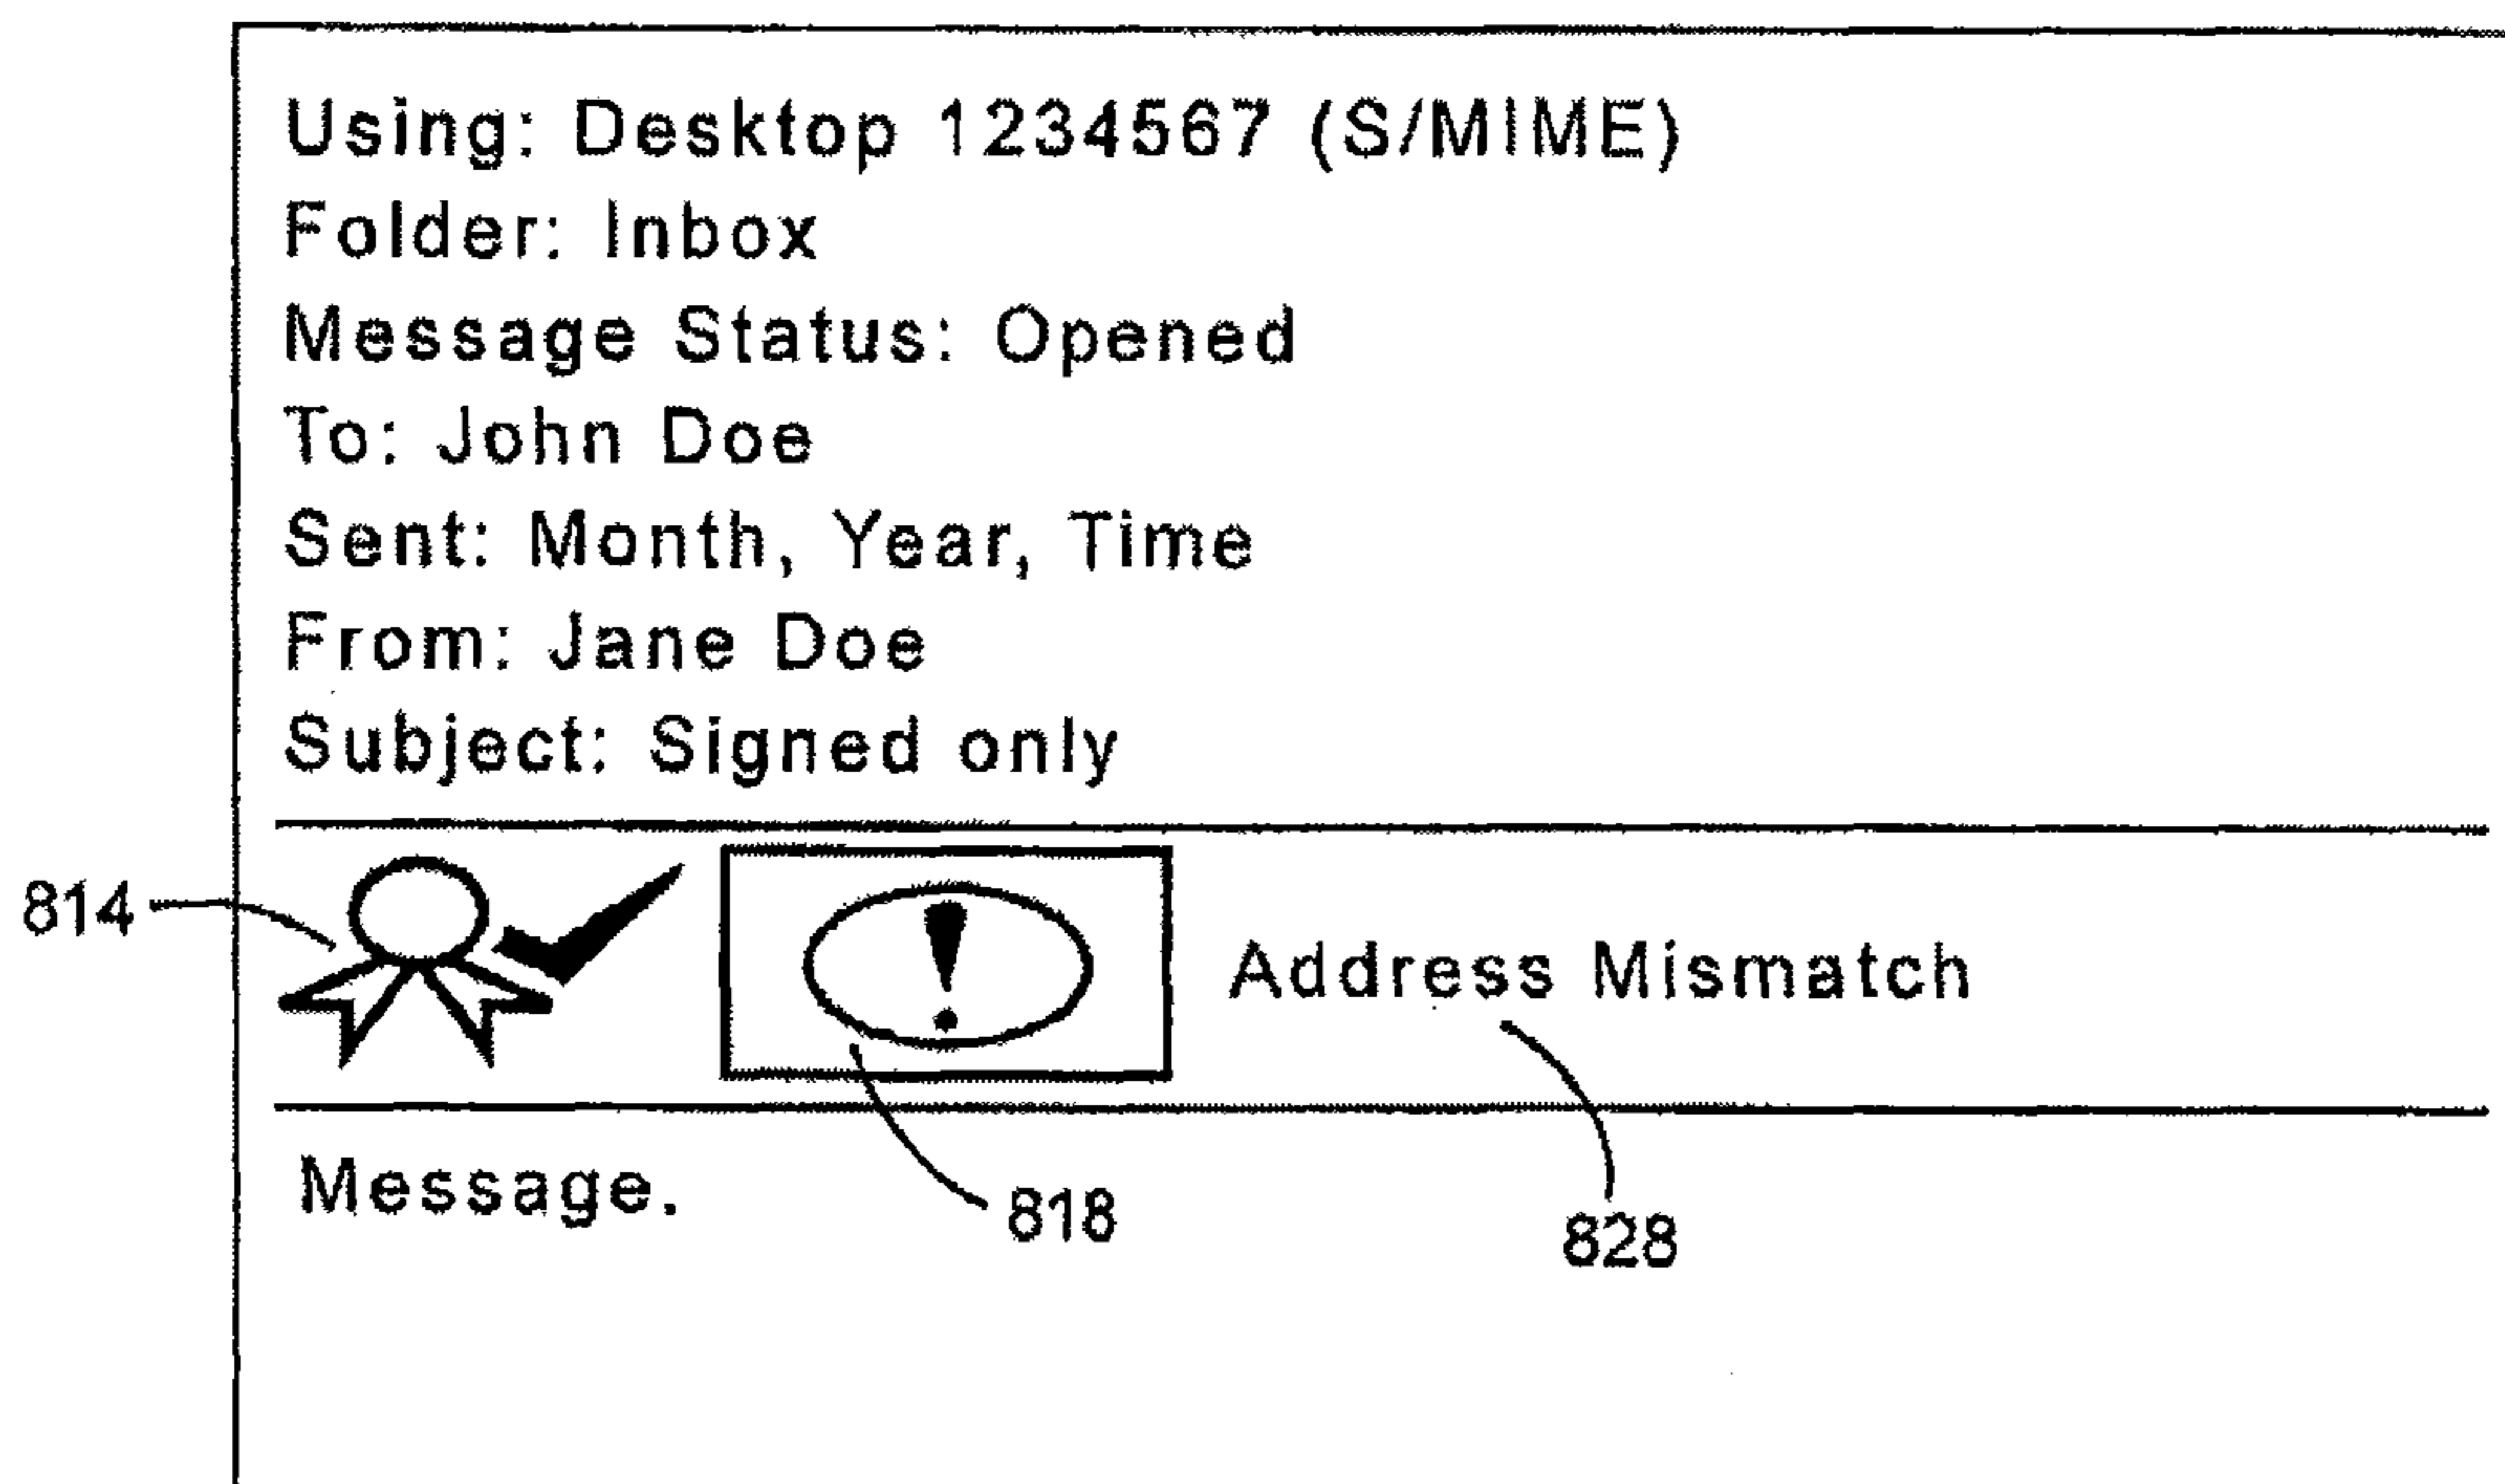 Using: Desktop 1234567 (S/MIME)
Folder: Inbox
Message Status: Opened
To: John Doe
Sent: Month, Year, Time
From: Jane Doe
Subject: Signed only
814
! Address Mismatch
Message.
818
828